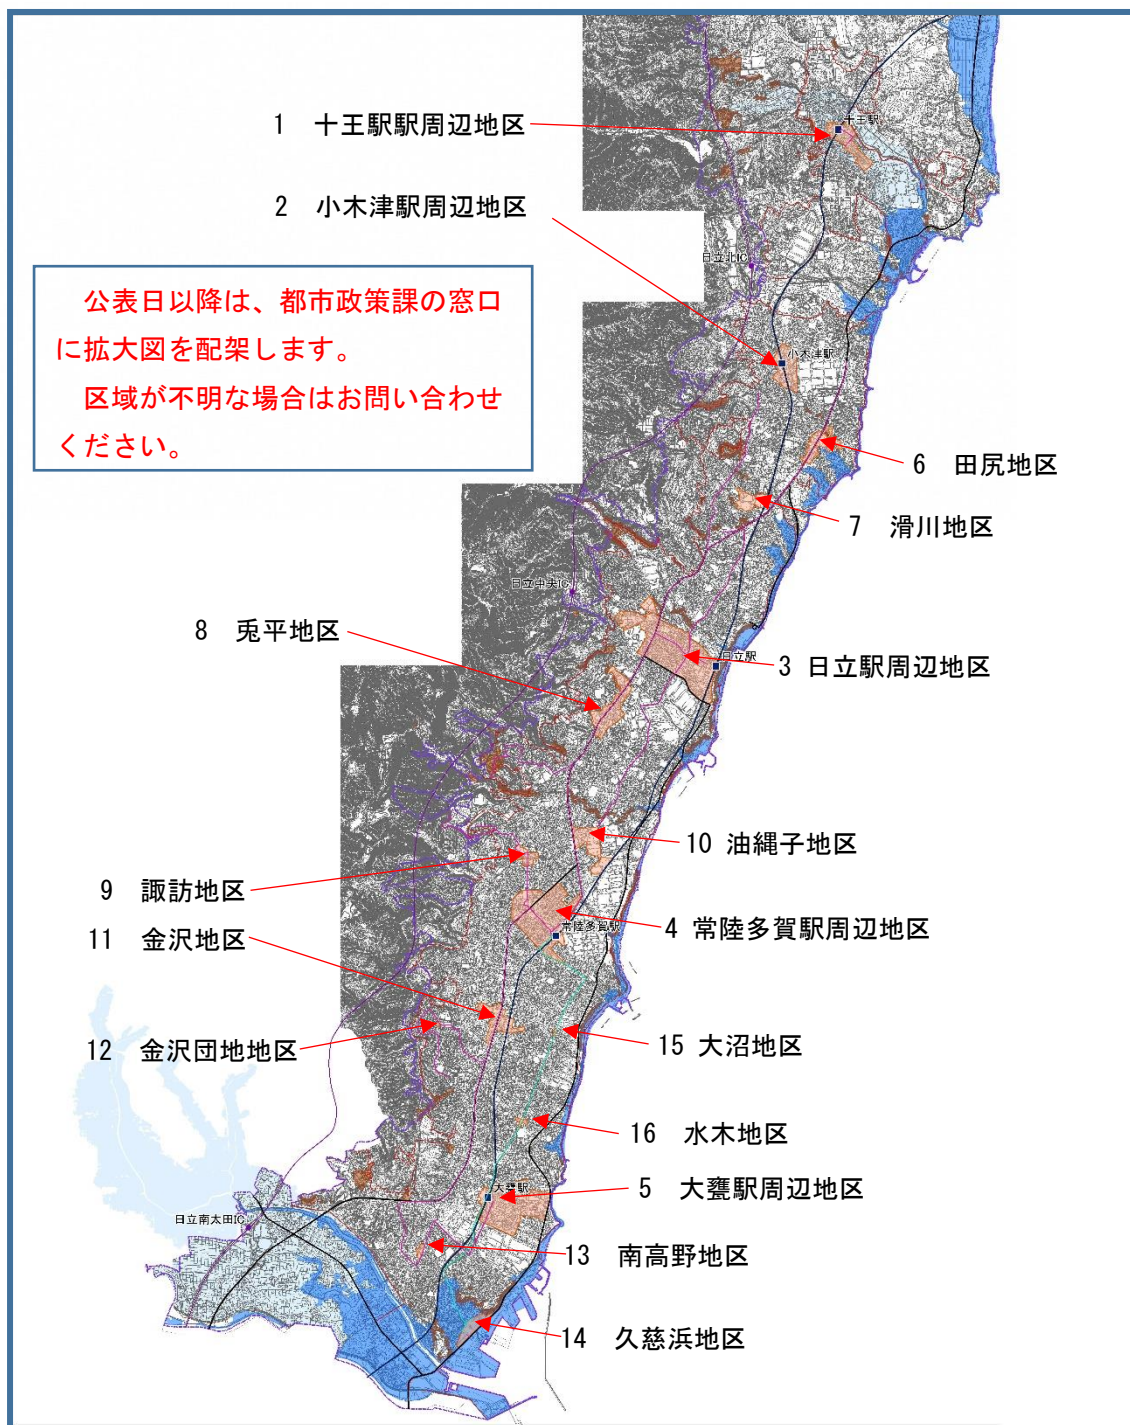 1 十王駅駅周辺地区
十王駅
2 小木津駅周辺地区
日立北IC
公表日以降は、都市政策課の窓口
に拡大図を配架します。
区域が不明な場合はお問い合わせ
ください。
小木津駅
6 田尻地区
7 滑川地区
日立中央IC
8 兎平地区
日立駅
3 日立駅周辺地区
10 油縄子地区
9 諏訪地区
常陸多賀駅
4 常陸多賀駅周辺地区
11 金沢地区
12 金沢団地地区
15 大沼地区
16 水木地区
大甕駅
5 大甕駅周辺地区
日立南太田IC
13 南高野地区
14 久慈浜地区